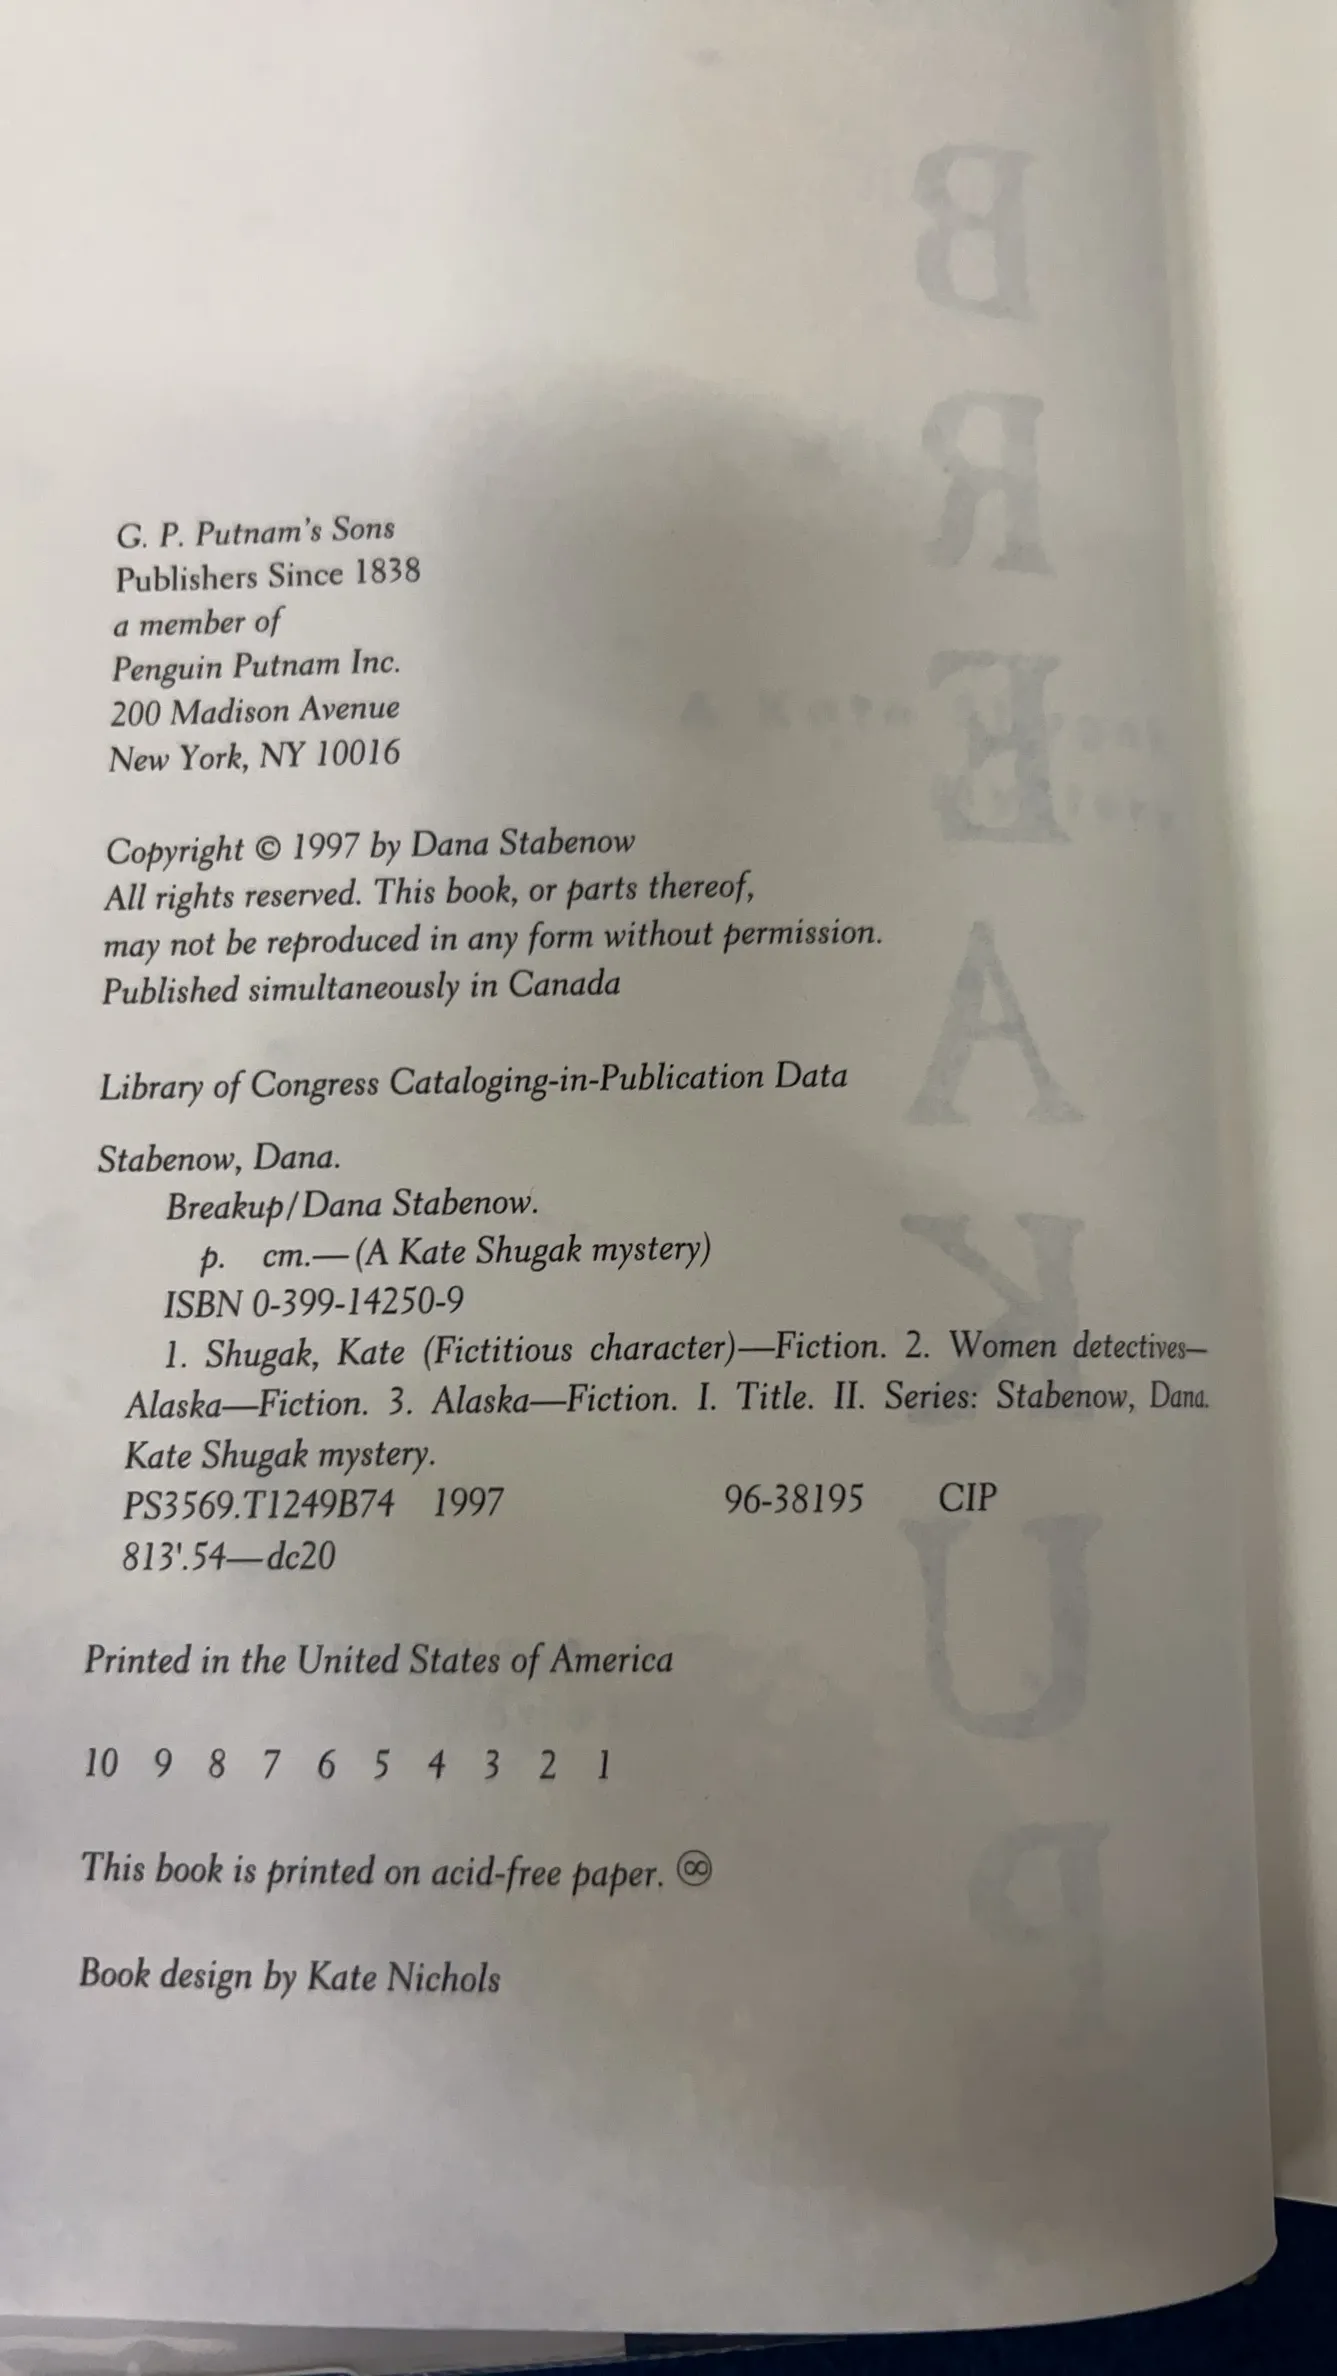 G. P. Putnam's Sons
Publishers Since 1838
a member of
Penguin Putnam Inc.
200 Madison Avenue
New York, NY 10016
Copyright © 1997 by Dana Stabenow
All rights reserved. This book, or parts thereof,
may not be reproduced in any form without permission.
Published simultaneously in Canada
Library of Congress Cataloging-in-Publication Data
Stabenow, Dana.
Breakup/Dana Stabenow.
p. cm.—(A Kate Shugak mystery)
ISBN 0-399-14250-9
1. Shugak, Kate (Fictitious character)—Fiction. 2. Women detectives—
Alaska—Fiction. 3. Alaska—Fiction. I. Title. II. Series: Stabenow, Dana.
Kate Shugak mystery.
PS3569.T1249B74 1997 96-38195 CIP
813'.54—dc20
Printed in the United States of America
10 9 8 7 6 5 4 3 2 1
This book is printed on acid-free paper. ♾
Book design by Kate Nichols
BREAKUP